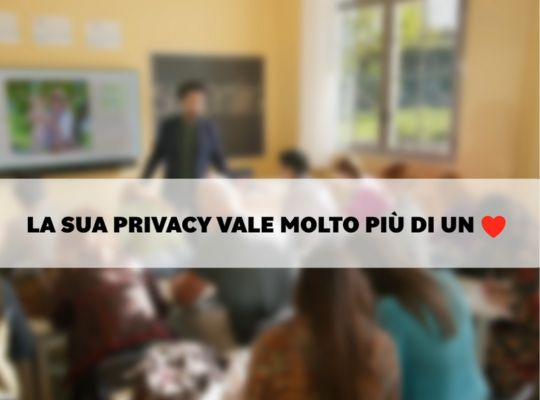 LA SUA PRIVACY VALE MOLTO PIÙ DI UN ❤️